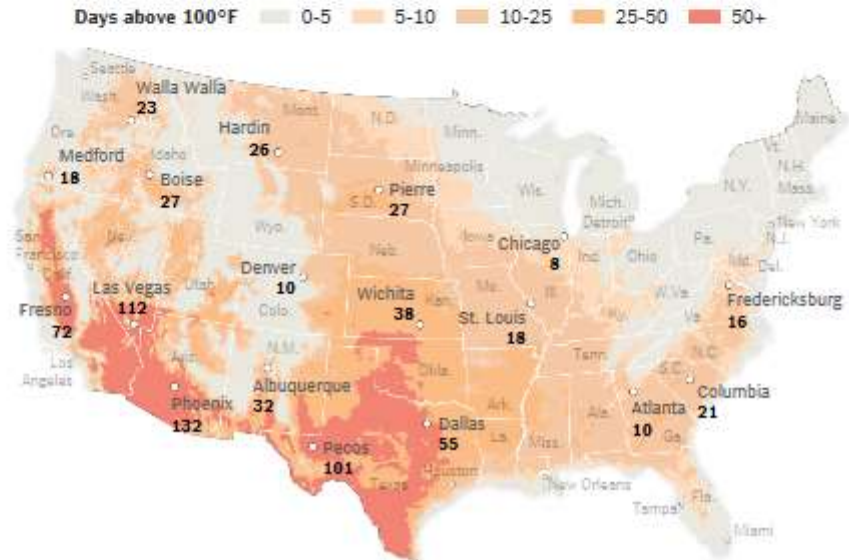 Days above 100°F 0-5 5-10 10-25 25-50 50+
Seattle
Wash.
Walla Walla
23
Mont.
N.D.
Minn.
Maine
Ore.
Medford
18
Idaho
Boise
27
Hardin
26
Minneapolis
S.D.
Pierre
27
Wis.
Mich.
Detroit
Vt.
N.H.
Mass.
N.Y.
New York
N.J.
San
Francisco
Calif.
Nev.
Utah
Wyo.
Neb.
Iowa
Chicago
8
Ind.
Ohio
Pa.
Md.
Del.
Denver
10
Colo.
Las Vegas
112
Fresno
72
Los
Angeles
Wichita
38
Kan.
Mo.
Ill.
St. Louis
18
Ky.
W.Va.
Va.
Fredericksburg
16
Ariz.
Phoenix
132
N.M.
Albuquerque
32
Okla.
Ark.
Tenn.
N.C.
S.C.
Columbia
21
Atlanta
10
Ga.
Ala.
Miss.
La.
Dallas
55
Pecos
101
Texas
Houston
New Orleans
Tampa
Fla.
Miami